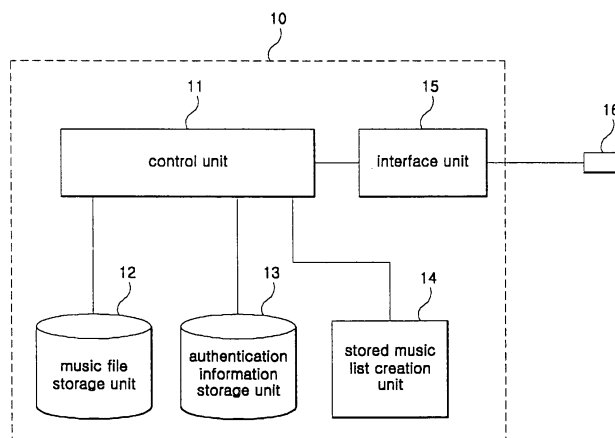 10
11
15
16
control unit
interface unit
12
13
14
music file
storage unit
authentication
information
storage unit
stored music
list creation
unit